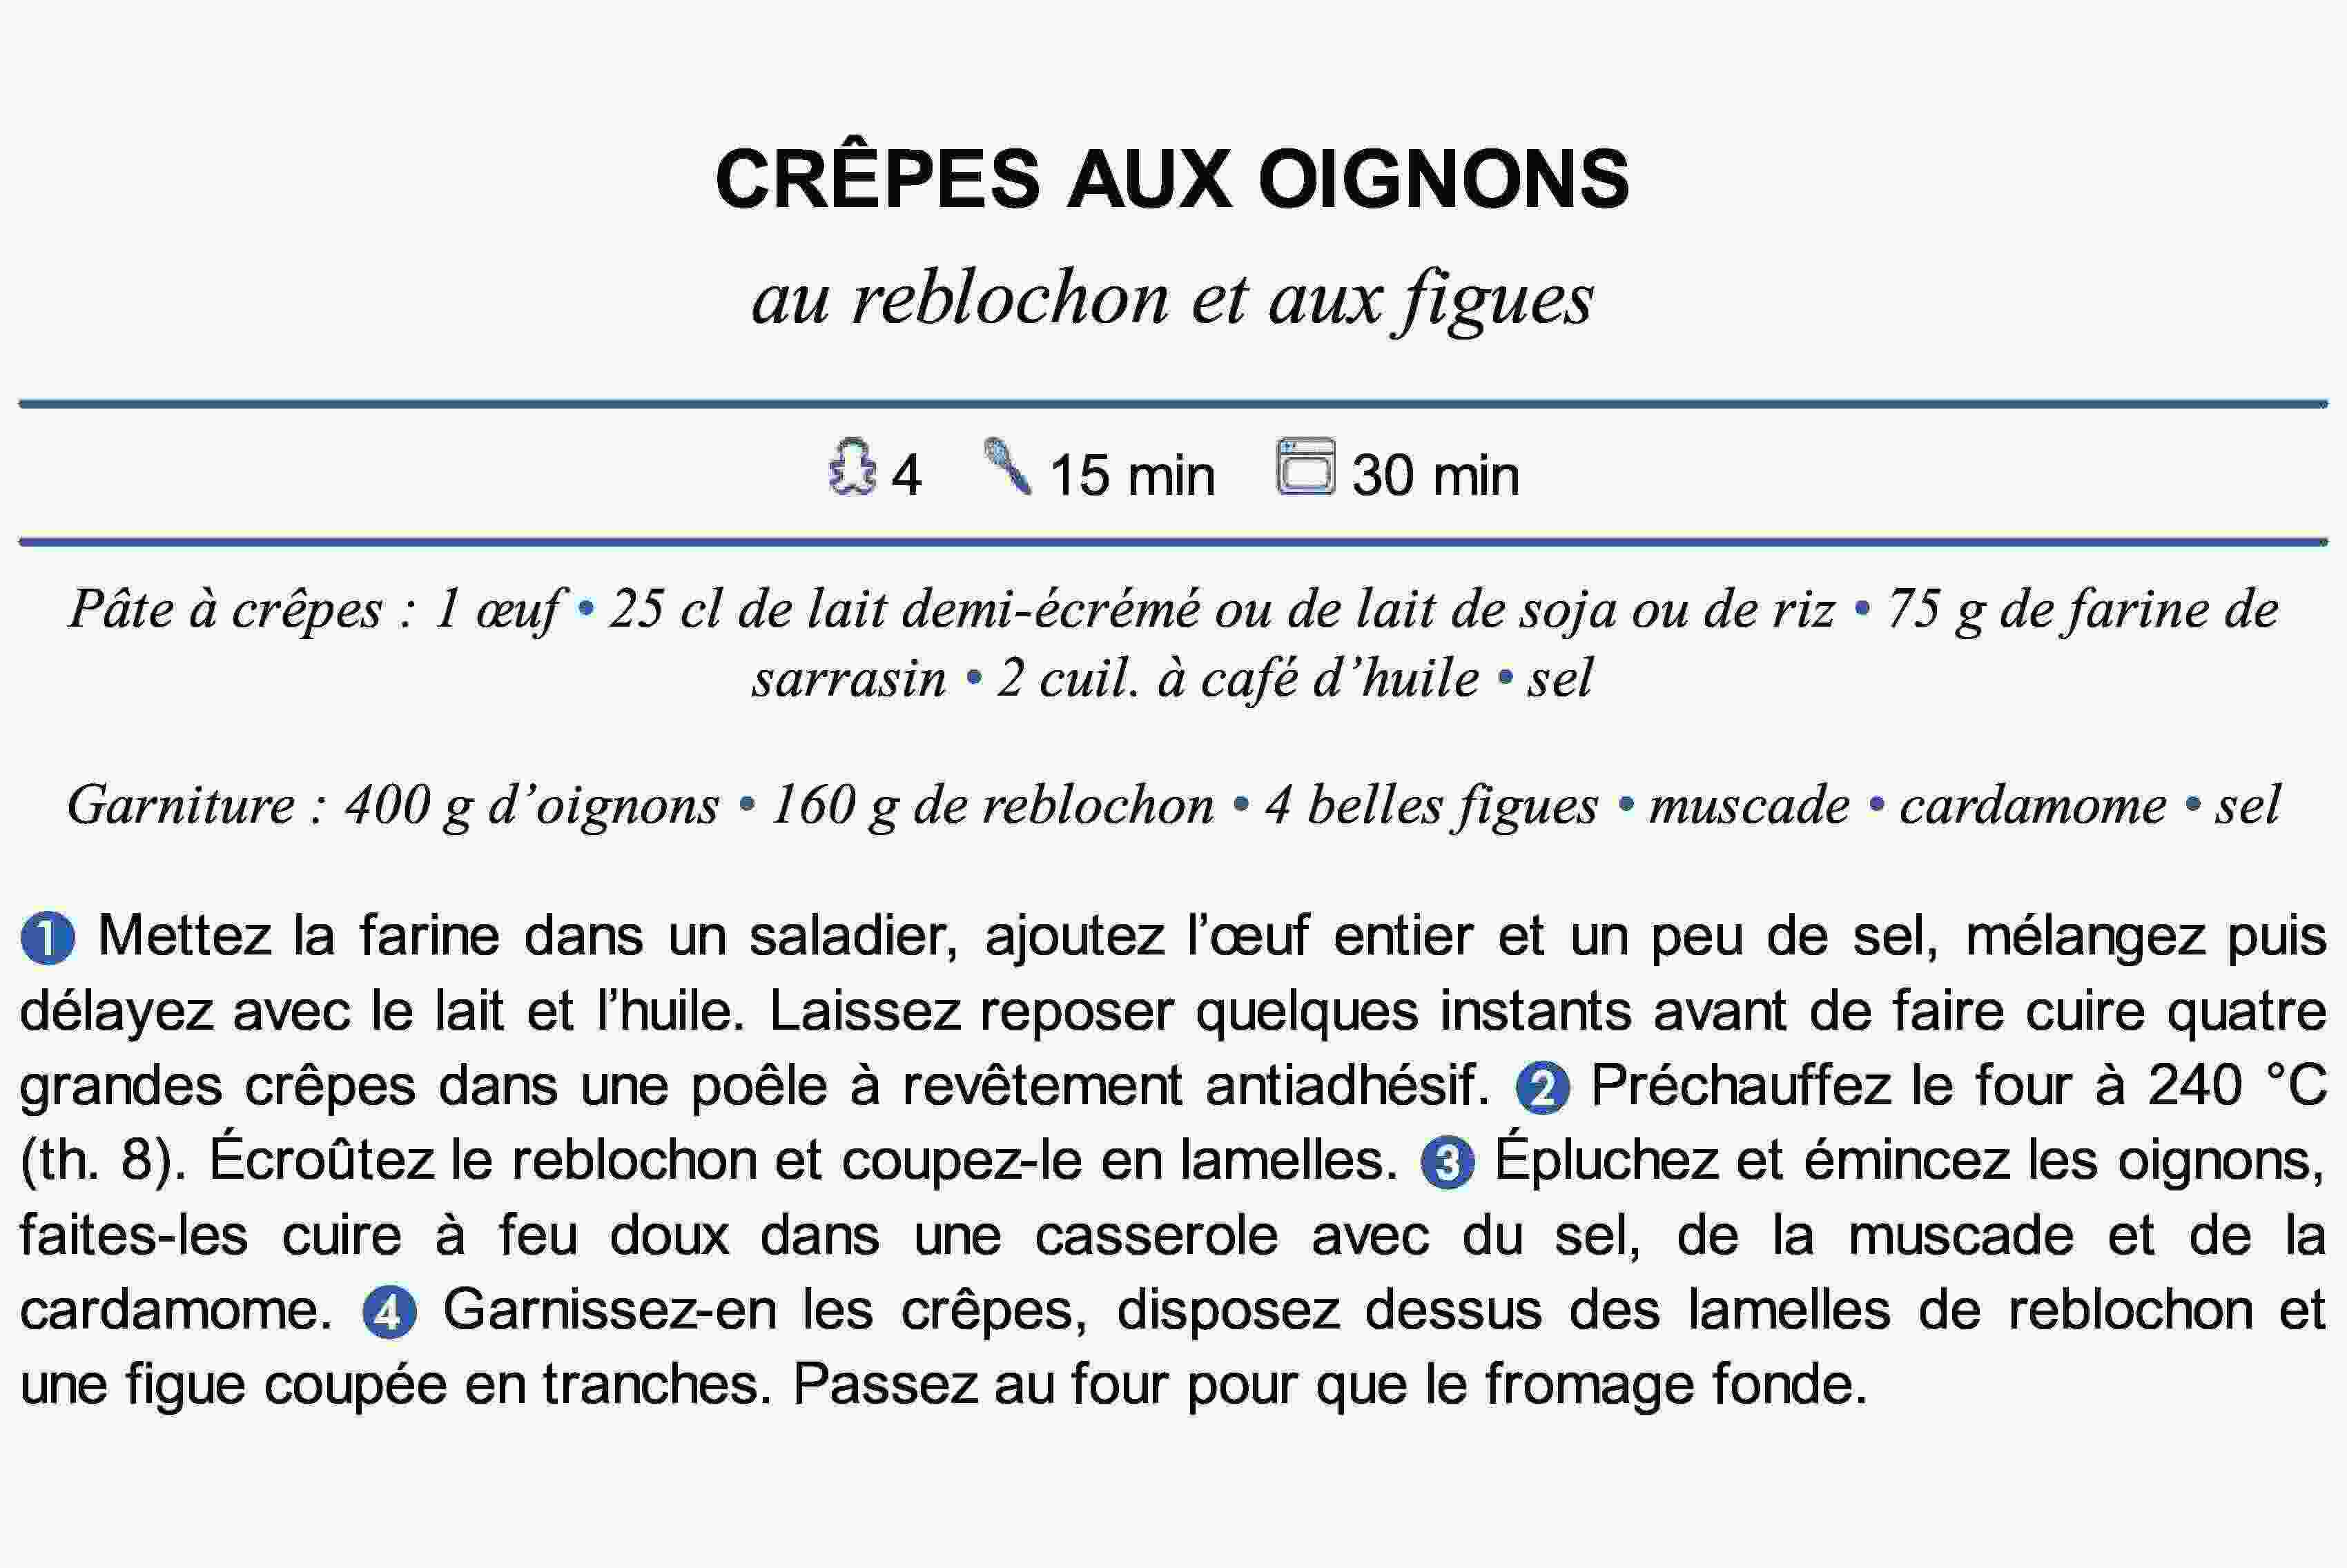 CRÊPES AUX OIGNONS
au reblochon et aux figues
4 15 min 30 min
Pâte à crêpes : 1 œuf • 25 cl de lait demi-écrémé ou de lait de soja ou de riz • 75 g de farine de
sarrasin • 2 cuil. à café d’huile • sel
Garniture : 400 g d’oignons • 160 g de reblochon • 4 belles figues • muscade • cardamome • sel
1 Mettez la farine dans un saladier, ajoutez l’œuf entier et un peu de sel, mélangez puis
délayez avec le lait et l’huile. Laissez reposer quelques instants avant de faire cuire quatre
grandes crêpes dans une poêle à revêtement antiadhésif. 2 Préchauffez le four à 240 °C
(th. 8). Écroûtez le reblochon et coupez-le en lamelles. 3 Épluchez et émincez les oignons,
faites-les cuire à feu doux dans une casserole avec du sel, de la muscade et de la
cardamome. 4 Garnissez-en les crêpes, disposez dessus des lamelles de reblochon et
une figue coupée en tranches. Passez au four pour que le fromage fonde.